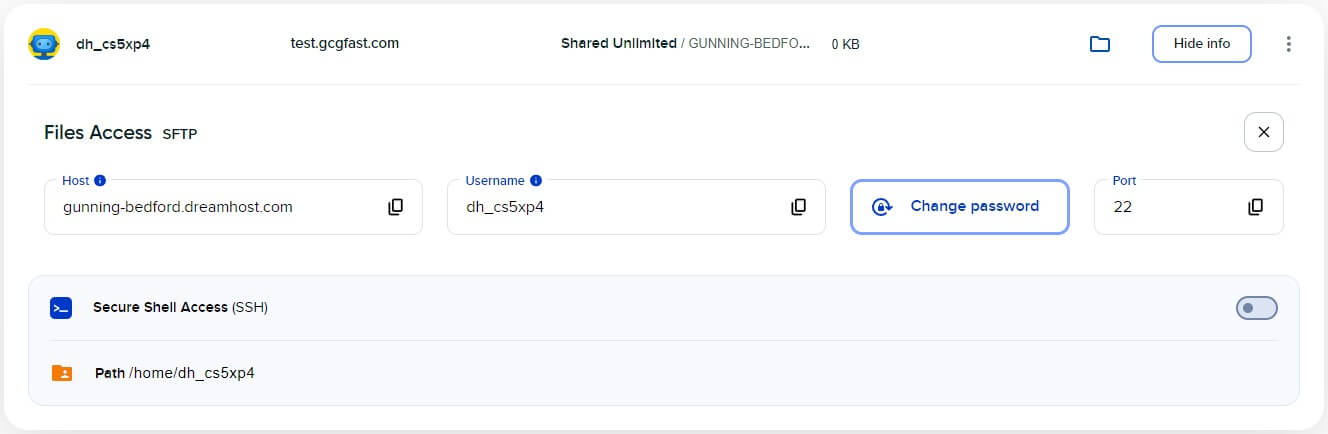 dh_cs5xp4 test.gcgfast.com Shared Unlimited / GUNNING-BEDFO... 0 KB Hide info
Files Access SFTP
Host Username Port
gunning-bedford.dreamhost.com dh_cs5xp4 Change password 22
Secure Shell Access (SSH)
Path /home/dh_cs5xp4